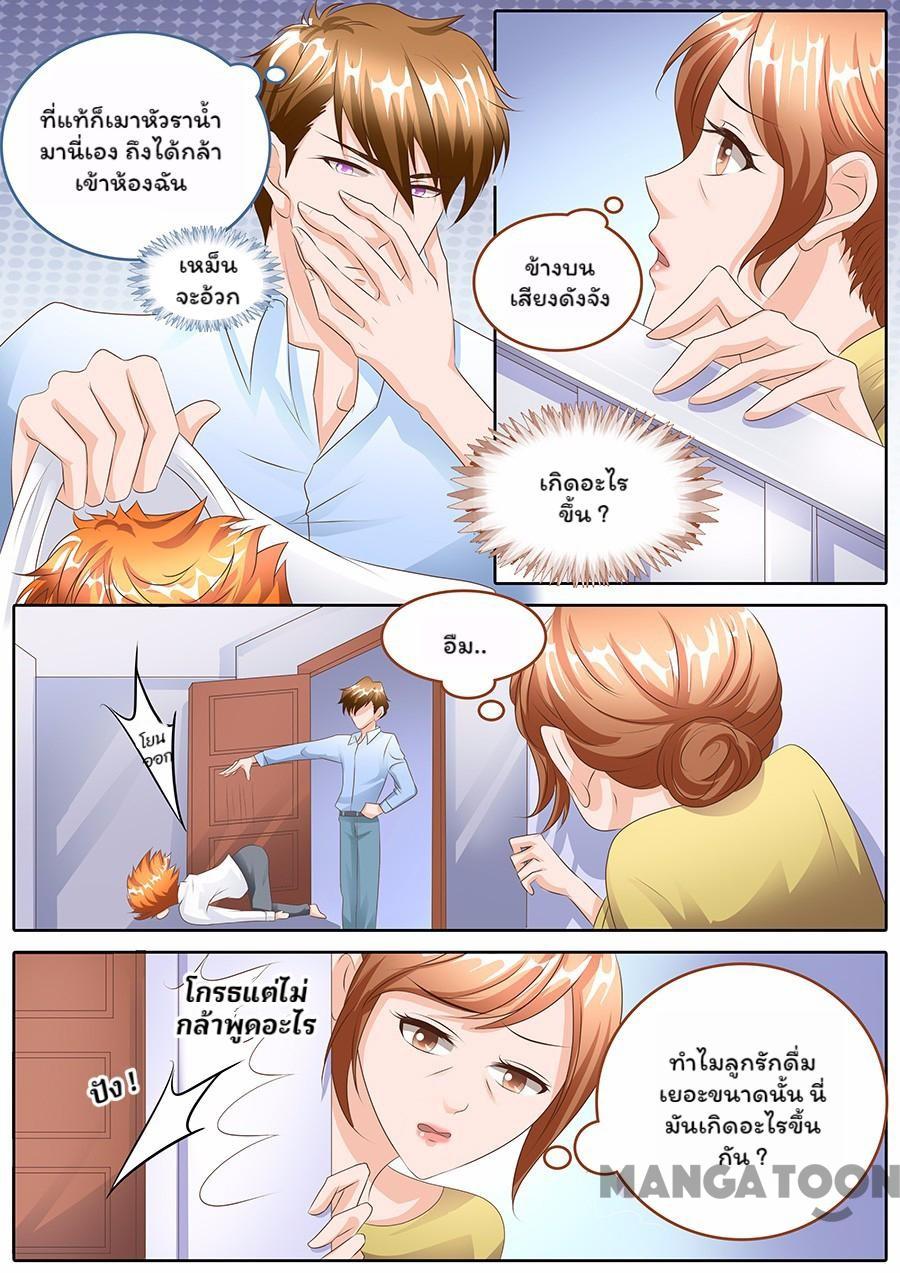 ที่แท้ก็เมาหัวราน้ำ
มานี่เอง ถึงได้กล้า
เข้าห้องฉัน
เหม็น
จะอ้วก
ข้างบน
เสียงดังจัง
เกิดอะไร
ขึ้น ?
อืม..
โยน
ออก
โกรธแต่ไม่
กล้าพูดอะไร
ปัง !
ทำไมลูกรักดื่ม
เยอะขนาดนั้น นี่
มันเกิดอะไรขึ้น
กัน ?
MANGATOON